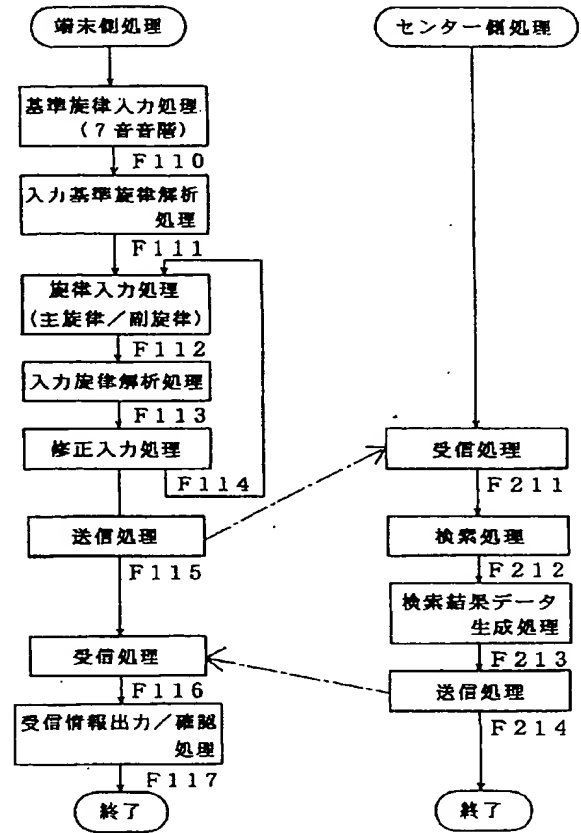 端末側処理
基準旋律入力処理
(7音音階)
F110
入力基準旋律解析
処理
F111
旋律入力処理
(主旋律/副旋律)
F112
入力旋律解析処理
F113
修正入力処理
F114
送信処理
F115
受信処理
F116
受信情報出力/確認
処理
F117
終了
センター側処理
受信処理
F211
検索処理
F212
検索結果データ
生成処理
F213
送信処理
F214
終了